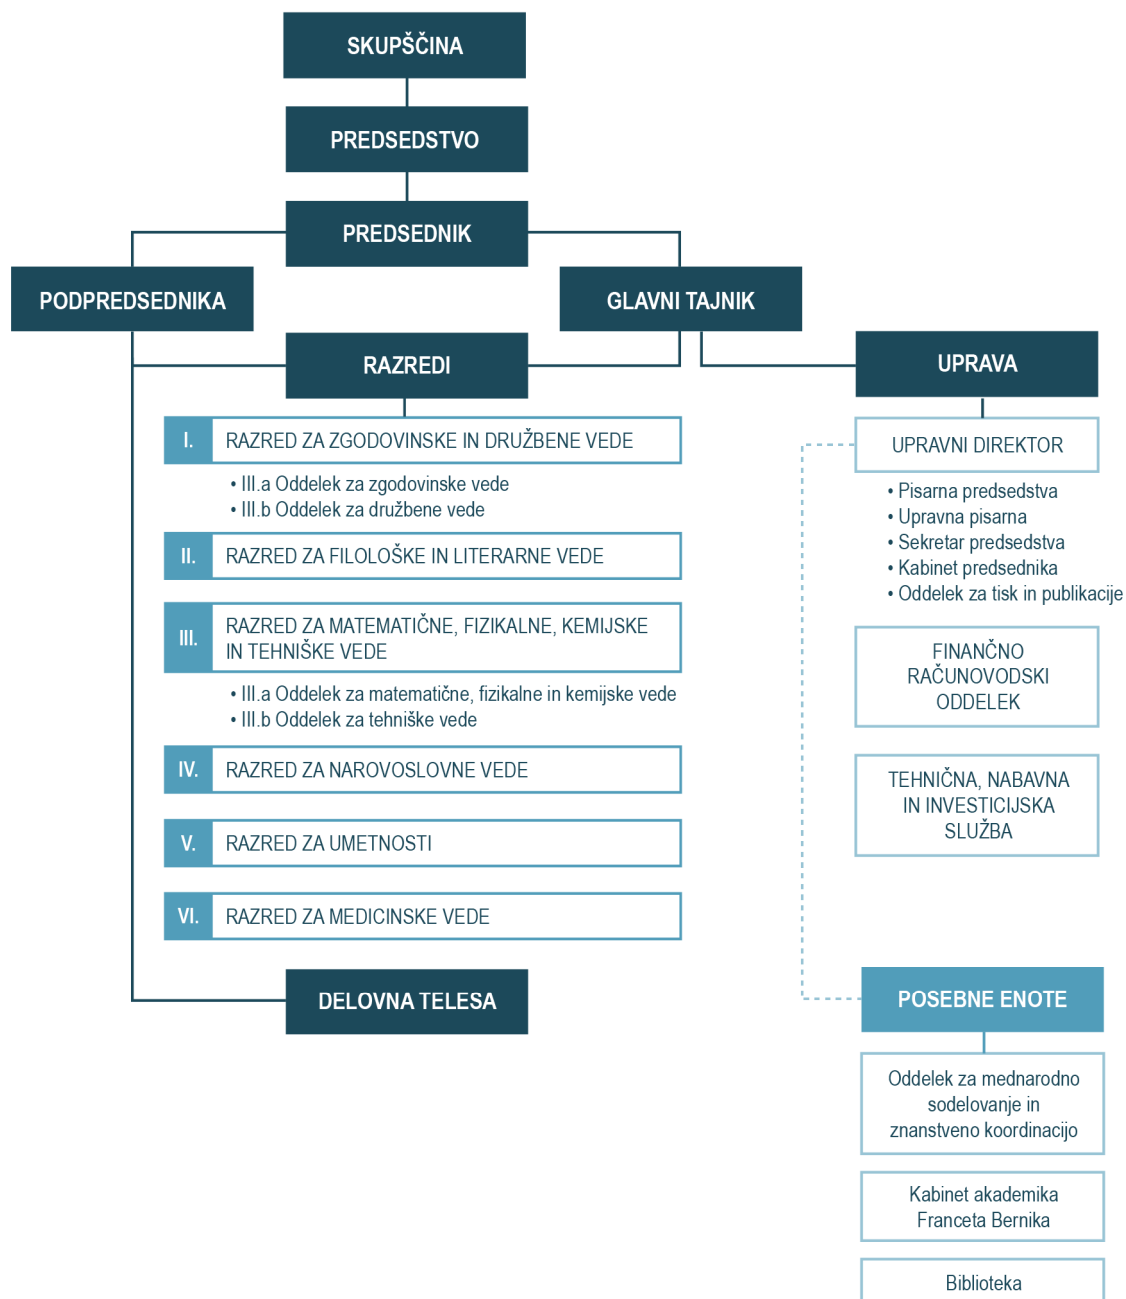 SKUPŠČINA
PREDSEDSTVO
PREDSEDNIK
PODPREDSEDNIKA
GLAVNI TAJNIK
RAZREDI
I.
RAZRED ZA ZGODOVINSKE IN DRUŽBENE VEDE
• III.a Oddelek za zgodovinske vede
• III.b Oddelek za družbene vede
II.
RAZRED ZA FILOLOŠKE IN LITERARNE VEDE
III.
RAZRED ZA MATEMATIČNE, FIZIKALNE, KEMIJSKE
IN TEHNIŠKE VEDE
• III.a Oddelek za matematične, fizikalne in kemijske vede
• III.b Oddelek za tehniške vede
IV.
RAZRED ZA NAROVOSLOVNE VEDE
V.
RAZRED ZA UMETNOSTI
VI.
RAZRED ZA MEDICINSKE VEDE
DELOVNA TELESA
UPRAVA
UPRAVNI DIREKTOR
• Pisarna predsedstva
• Upravna pisarna
• Sekretar predsedstva
• Kabinet predsednika
• Oddelek za tisk in publikacije
FINANČNO
RAČUNOVODSKI
ODDELEK
TEHNIČNA, NABAVNA
IN INVESTICIJSKA
SLUŽBA
POSEBNE ENOTE
Oddelek za mednarodno
sodelovanje in
znanstveno koordinacijo
Kabinet akademika
Franceta Bernika
Biblioteka